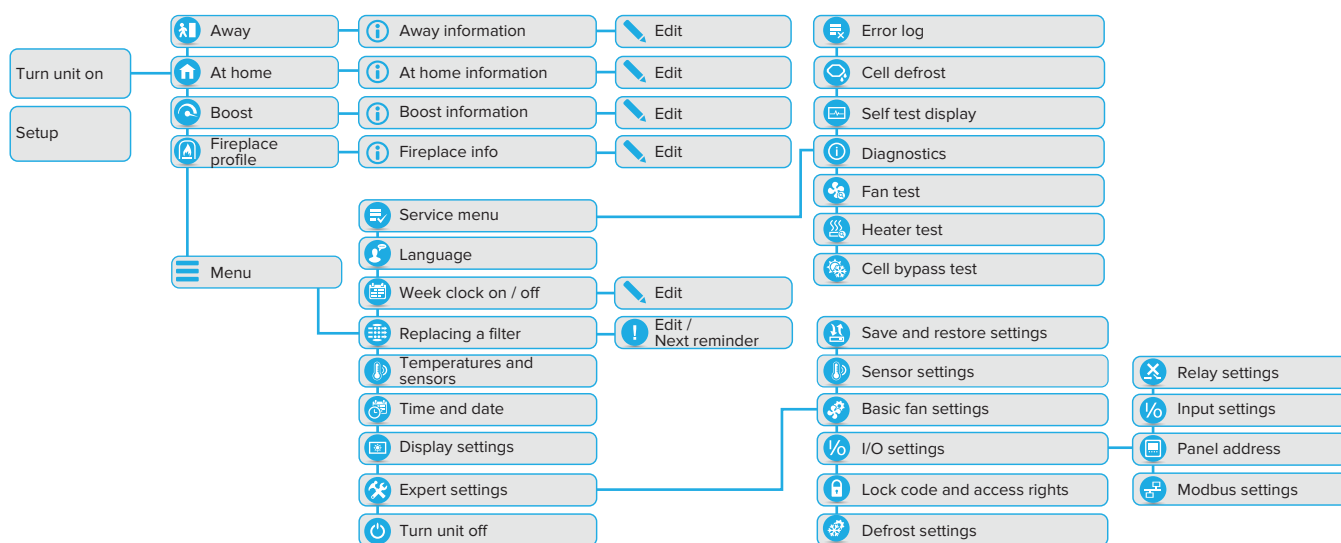 Turn unit on
Setup
Away
Away information
Edit
At home
At home information
Edit
Boost
Boost information
Edit
Fireplace
profile
Fireplace info
Edit
Menu
Service menu
Language
Week clock on / off
Edit
Replacing a filter
Edit /
Next reminder
Temperatures and
sensors
Time and date
Display settings
Expert settings
Turn unit off
Error log
Cell defrost
Self test display
Diagnostics
Fan test
Heater test
Cell bypass test
Save and restore settings
Sensor settings
Basic fan settings
I/O settings
Lock code and access rights
Defrost settings
Relay settings
I/O
Input settings
Panel address
Modbus settings